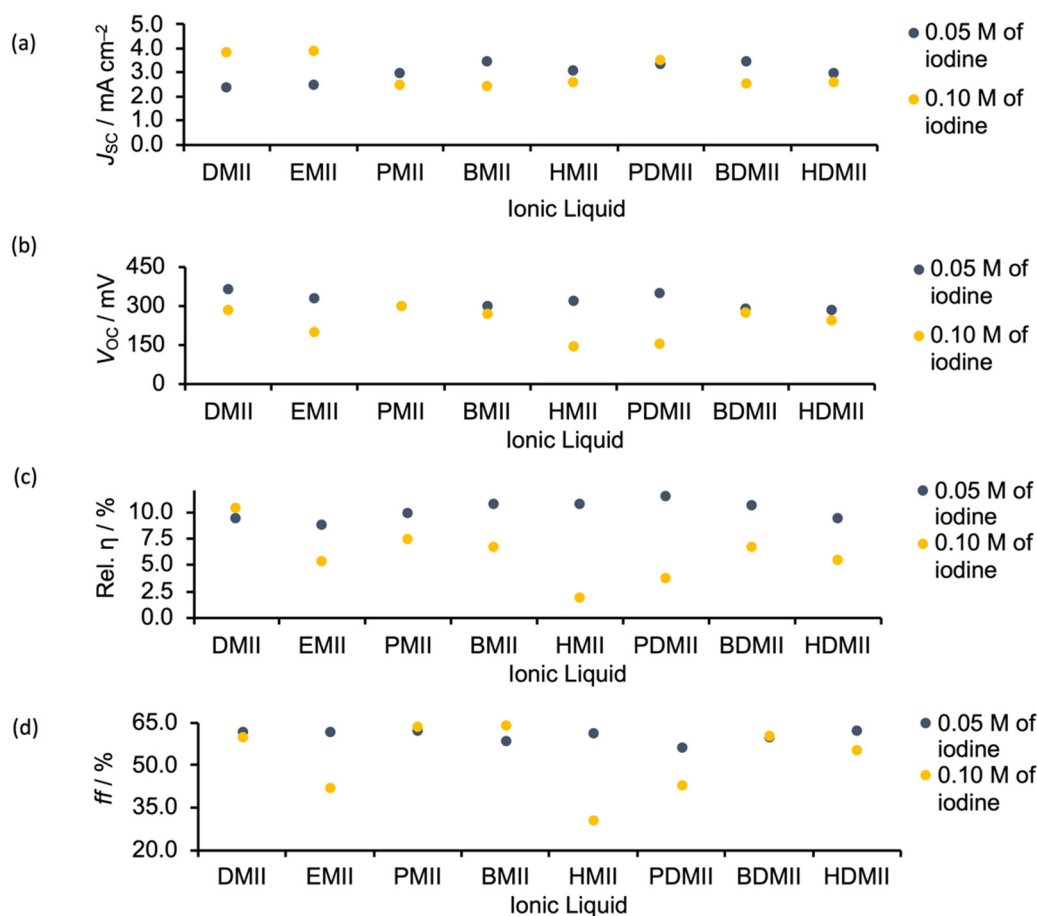 (a)
J_SC / mA cm⁻²
5.0
4.0
3.0
2.0
1.0
0.0
DMII EMII PMII BMII HMII PDMII BDMII HDMII
Ionic Liquid
0.05 M of
iodine
0.10 M of
iodine
(b)
V_OC / mV
450
300
150
0
DMII EMII PMII BMII HMII PDMII BDMII HDMII
Ionic Liquid
0.05 M of
iodine
0.10 M of
iodine
(c)
Rel. η / %
10.0
7.5
5.0
2.5
0.0
DMII EMII PMII BMII HMII PDMII BDMII HDMII
Ionic Liquid
0.05 M of
iodine
0.10 M of
iodine
(d)
ff / %
65.0
50.0
35.0
20.0
DMII EMII PMII BMII HMII PDMII BDMII HDMII
Ionic Liquid
0.05 M of
iodine
0.10 M of
iodine